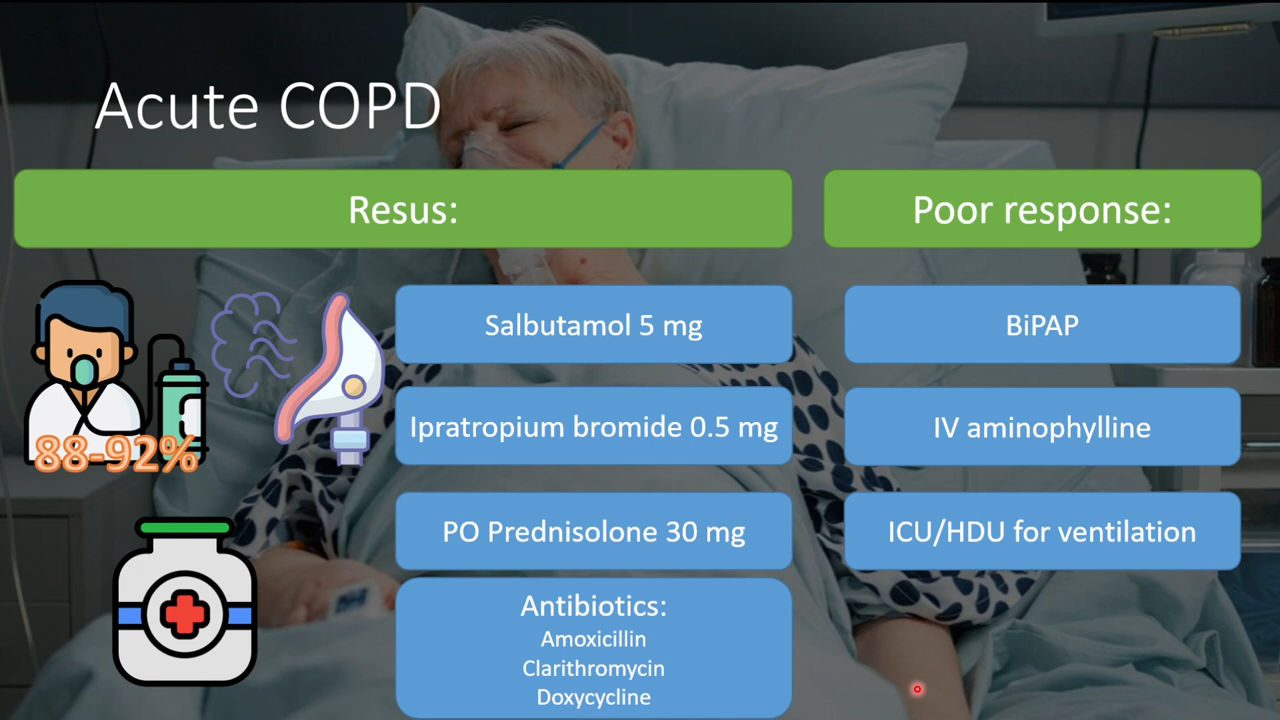 Acute COPD
Resus:
Poor response:
88-92%
Salbutamol 5 mg
Ipratropium bromide 0.5 mg
PO Prednisolone 30 mg
Antibiotics:
Amoxicillin
Clarithromycin
Doxycycline
BiPAP
IV aminophylline
ICU/HDU for ventilation